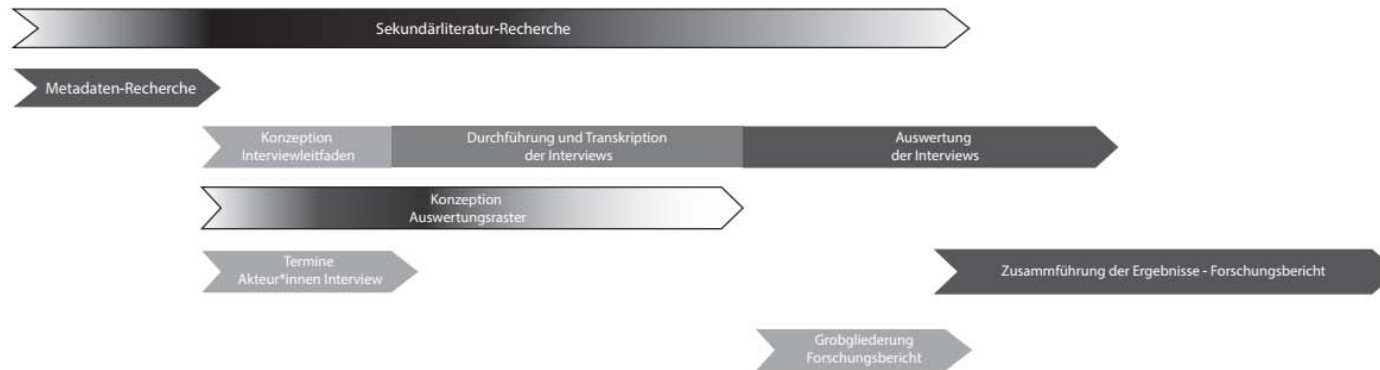 Sekundärliteratur-Recherche
Metadaten-Recherche
Konzeption
Interviewleitfaden
Durchführung und Transkription
der Interviews
Auswertung
der Interviews
Konzeption
Auswertungsraster
Termine
Akteur*innen Interview
Zusammführung der Ergebnisse - Forschungsbericht
Grobgliederung
Forschungsbericht